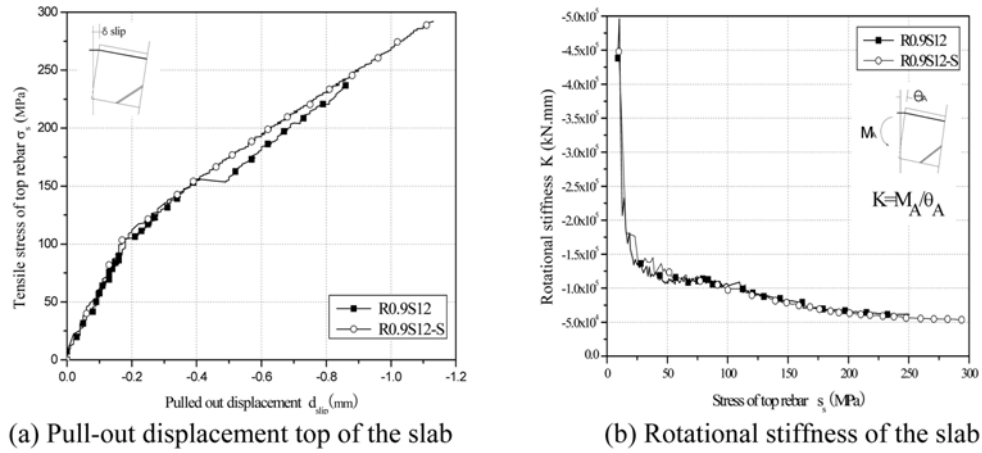 300
250
200
150
100
50
0
0.0 -0.2 -0.4 -0.6 -0.8 -1.0 -1.2
Tensile stress of top rebar σs (MPa)
Pulled out displacement dslip (mm)
δ slip
R0.9S12
R0.9S12-S
(a) Pull-out displacement top of the slab
-5.0x10⁵
-4.5x10⁵
-4.0x10⁵
-3.5x10⁵
-3.0x10⁵
-2.5x10⁵
-2.0x10⁵
-1.5x10⁵
-1.0x10⁵
-5.0x10⁴
0.0
0 50 100 150 200 250 300
Rotational stiffness K (kN.mm)
Stress of top rebar ss (MPa)
R0.9S12
R0.9S12-S
θA
MA
K=MA/θA
(b) Rotational stiffness of the slab